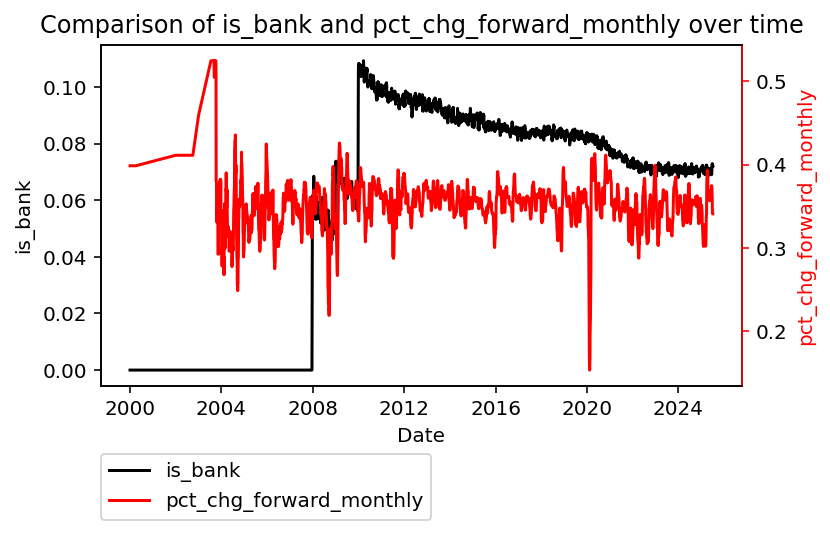 Comparison of is_bank and pct_chg_forward_monthly over time
is_bank
0.10
0.08
0.06
0.04
0.02
0.00
0.5
0.4
0.3
0.2
pct_chg_forward_monthly
2000 2004 2008 2012 2016 2020 2024
Date
is_bank
pct_chg_forward_monthly